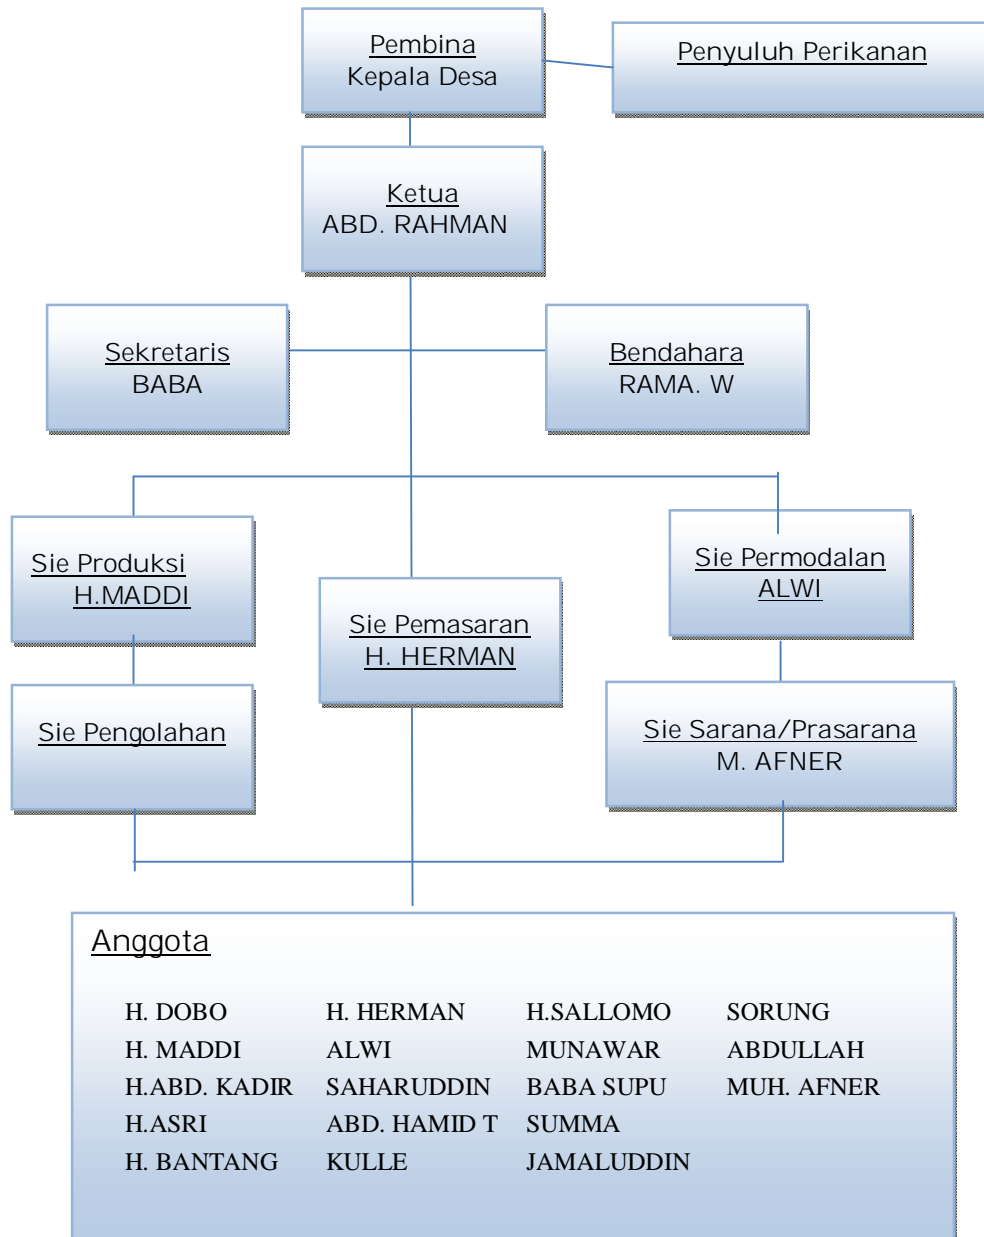 Pembina
Kepala Desa
Penyuluh Perikanan
Ketua
ABD. RAHMAN
Sekretaris
BABA
Bendahara
RAMA. W
Sie Produksi
H.MADDI
Sie Pemasaran
H. HERMAN
Sie Permodalan
ALWI
Sie Pengolahan
Sie Sarana/Prasarana
M. AFNER
Anggota
H. DOBO H. HERMAN H.SALLOMO SORUNG
H. MADDI ALWI MUNAWAR ABDULLAH
H.ABD. KADIR SAHARUDDIN BABA SUPU MUH. AFNER
H.ASRI ABD. HAMID T SUMMA
H. BANTANG KULLE JAMALUDDIN